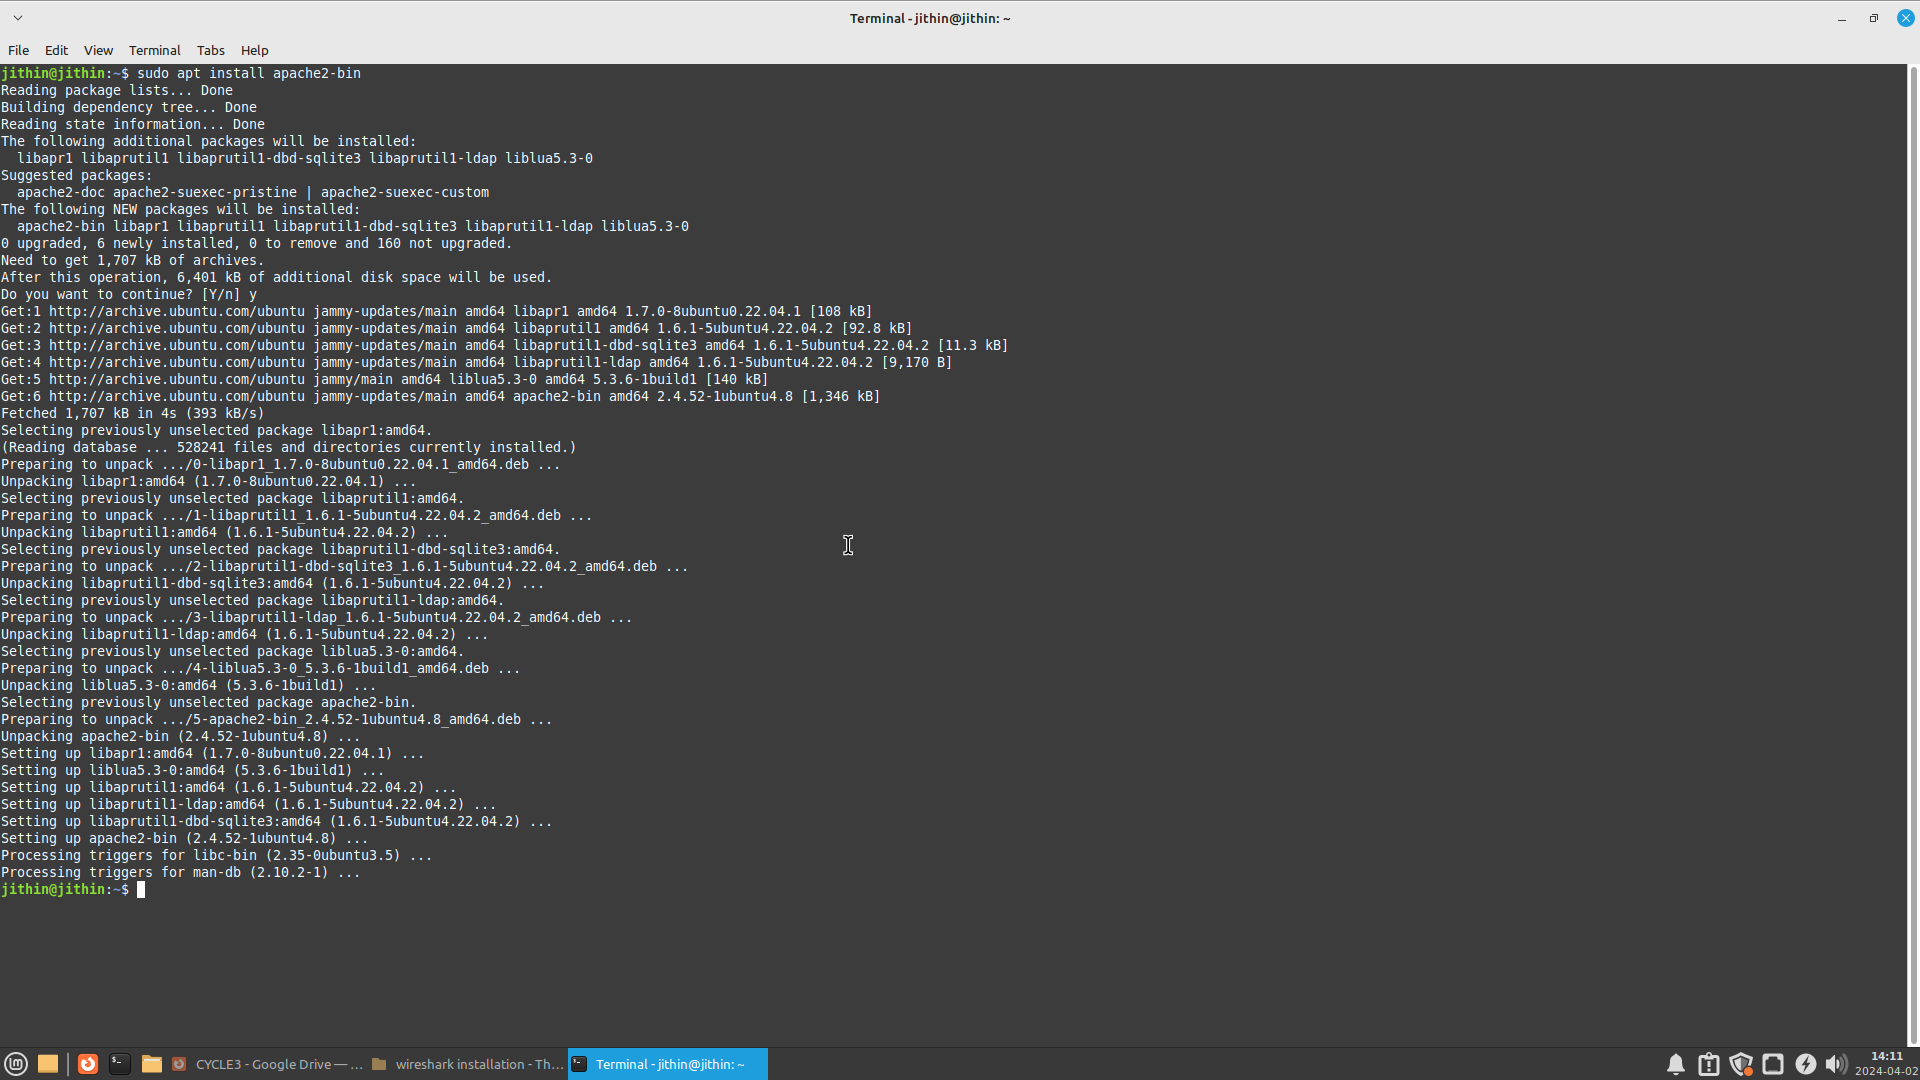 Terminal - jithin@jithin: ~
File Edit View Terminal Tabs Help
jithin@jithin:~$ sudo apt install apache2-bin
Reading package lists... Done
Building dependency tree... Done
Reading state information... Done
The following additional packages will be installed:
  libapr1 libaprutil1 libaprutil1-dbd-sqlite3 libaprutil1-ldap liblua5.3-0
Suggested packages:
  apache2-doc apache2-suexec-pristine | apache2-suexec-custom
The following NEW packages will be installed:
  apache2-bin libapr1 libaprutil1 libaprutil1-dbd-sqlite3 libaprutil1-ldap liblua5.3-0
0 upgraded, 6 newly installed, 0 to remove and 160 not upgraded.
Need to get 1,707 kB of archives.
After this operation, 6,401 kB of additional disk space will be used.
Do you want to continue? [Y/n] y
Get:1 http://archive.ubuntu.com/ubuntu jammy-updates/main amd64 libapr1 amd64 1.7.0-8ubuntu0.22.04.1 [108 kB]
Get:2 http://archive.ubuntu.com/ubuntu jammy-updates/main amd64 libaprutil1 amd64 1.6.1-5ubuntu4.22.04.2 [92.8 kB]
Get:3 http://archive.ubuntu.com/ubuntu jammy-updates/main amd64 libaprutil1-dbd-sqlite3 amd64 1.6.1-5ubuntu4.22.04.2 [11.3 kB]
Get:4 http://archive.ubuntu.com/ubuntu jammy-updates/main amd64 libaprutil1-ldap amd64 1.6.1-5ubuntu4.22.04.2 [9,170 B]
Get:5 http://archive.ubuntu.com/ubuntu jammy/main amd64 liblua5.3-0 amd64 5.3.6-1build1 [140 kB]
Get:6 http://archive.ubuntu.com/ubuntu jammy-updates/main amd64 apache2-bin amd64 2.4.52-1ubuntu4.8 [1,346 kB]
Fetched 1,707 kB in 4s (393 kB/s)
Selecting previously unselected package libapr1:amd64.
(Reading database ... 528241 files and directories currently installed.)
Preparing to unpack .../0-libapr1_1.7.0-8ubuntu0.22.04.1_amd64.deb ...
Unpacking libapr1:amd64 (1.7.0-8ubuntu0.22.04.1) ...
Selecting previously unselected package libaprutil1:amd64.
Preparing to unpack .../1-libaprutil1_1.6.1-5ubuntu4.22.04.2_amd64.deb ...
Unpacking libaprutil1:amd64 (1.6.1-5ubuntu4.22.04.2) ...
Selecting previously unselected package libaprutil1-dbd-sqlite3:amd64.
Preparing to unpack .../2-libaprutil1-dbd-sqlite3_1.6.1-5ubuntu4.22.04.2_amd64.deb ...
Unpacking libaprutil1-dbd-sqlite3:amd64 (1.6.1-5ubuntu4.22.04.2) ...
Selecting previously unselected package libaprutil1-ldap:amd64.
Preparing to unpack .../3-libaprutil1-ldap_1.6.1-5ubuntu4.22.04.2_amd64.deb ...
Unpacking libaprutil1-ldap:amd64 (1.6.1-5ubuntu4.22.04.2) ...
Selecting previously unselected package liblua5.3-0:amd64.
Preparing to unpack .../4-liblua5.3-0_5.3.6-1build1_amd64.deb ...
Unpacking liblua5.3-0:amd64 (5.3.6-1build1) ...
Selecting previously unselected package apache2-bin.
Preparing to unpack .../5-apache2-bin_2.4.52-1ubuntu4.8_amd64.deb ...
Unpacking apache2-bin (2.4.52-1ubuntu4.8) ...
Setting up libapr1:amd64 (1.7.0-8ubuntu0.22.04.1) ...
Setting up liblua5.3-0:amd64 (5.3.6-1build1) ...
Setting up libaprutil1:amd64 (1.6.1-5ubuntu4.22.04.2) ...
Setting up libaprutil1-ldap:amd64 (1.6.1-5ubuntu4.22.04.2) ...
Setting up libaprutil1-dbd-sqlite3:amd64 (1.6.1-5ubuntu4.22.04.2) ...
Setting up apache2-bin (2.4.52-1ubuntu4.8) ...
Processing triggers for libc-bin (2.35-0ubuntu3.5) ...
Processing triggers for man-db (2.10.2-1) ...
jithin@jithin:~$
CYCLE3 - Google Drive — ... wireshark installation - Th... Terminal - jithin@jithin: ~
14:11
2024-04-02